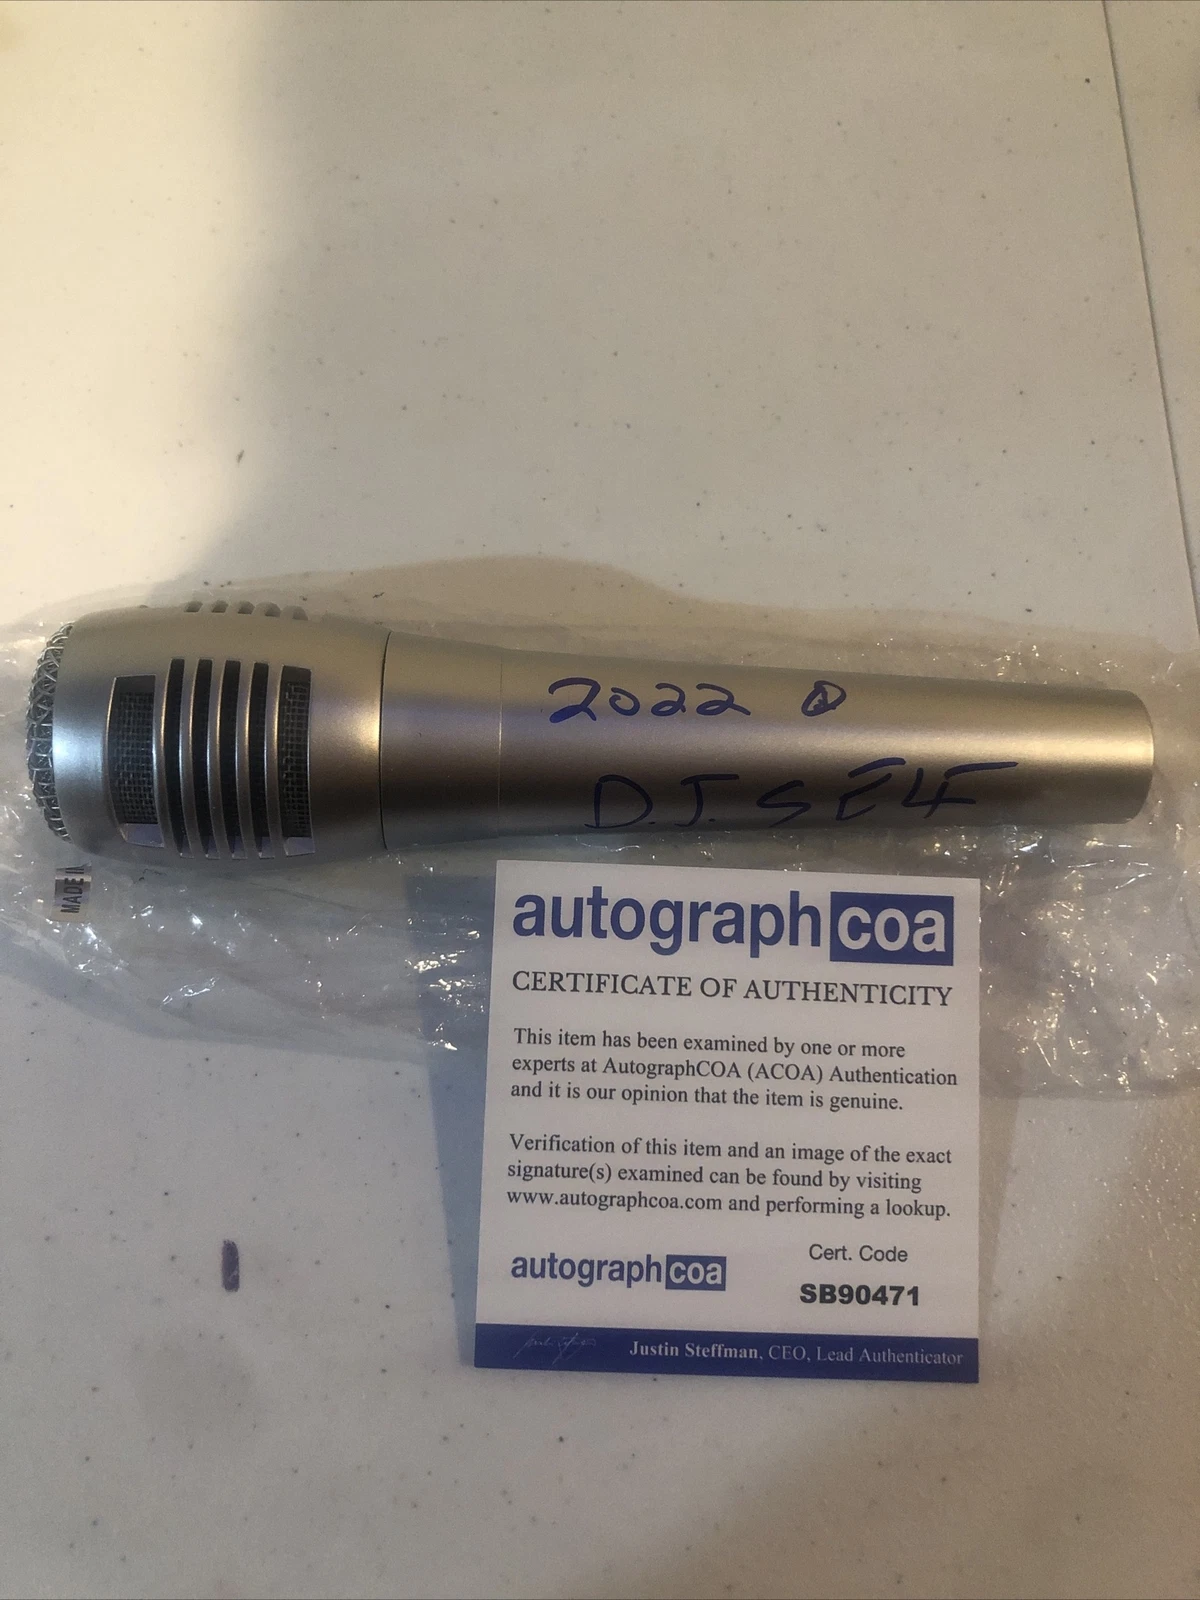 2022
D.J. SELF
MADE I
autographcoa
CERTIFICATE OF AUTHENTICITY
This item has been examined by one or more
experts at AutographCOA (ACOA) Authentication
and it is our opinion that the item is genuine.
Verification of this item and an image of the exact
signature(s) examined can be found by visiting
www.autographcoa.com and performing a lookup.
autographcoa
Cert. Code
SB90471
Justin Steffman, CEO, Lead Authenticator